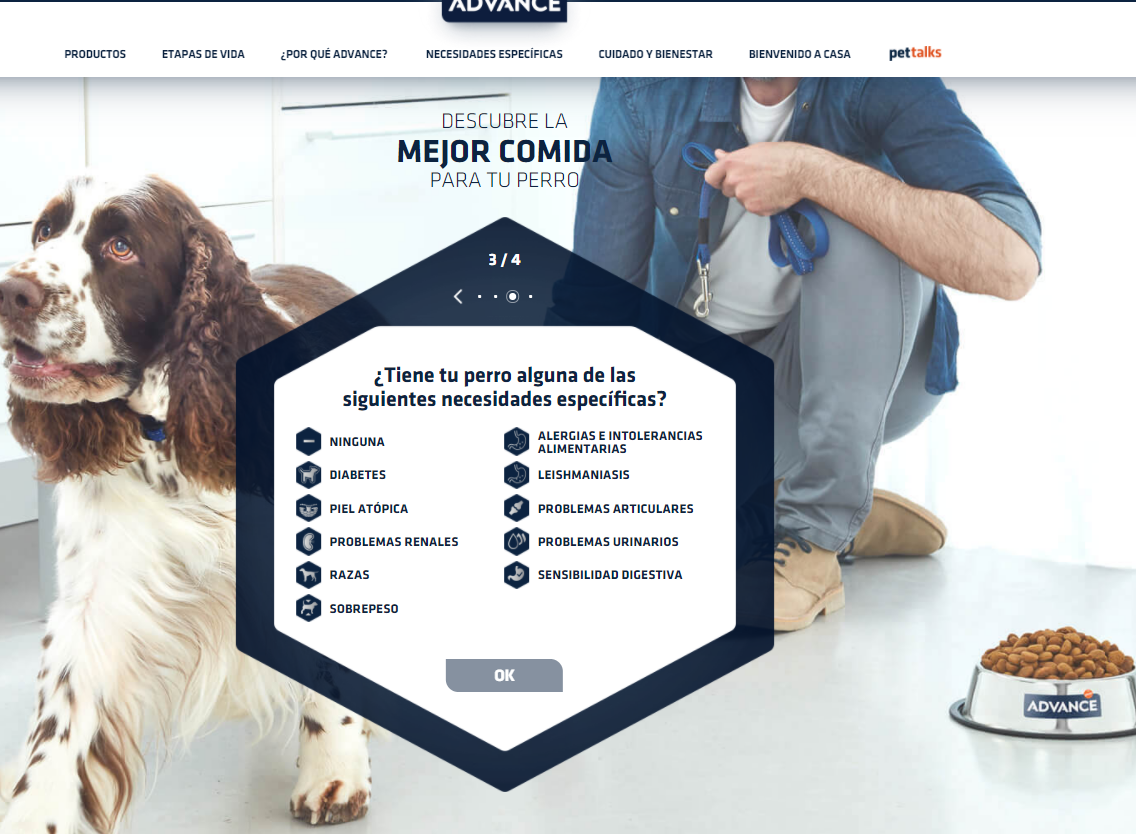 ADVANCE
PRODUCTOS ETAPAS DE VIDA ¿POR QUÉ ADVANCE? NECESIDADES ESPECÍFICAS CUIDADO Y BIENESTAR BIENVENIDO A CASA pettalks
DESCUBRE LA
MEJOR COMIDA
PARA TU PERRO
3 / 4
¿Tiene tu perro alguna de las
siguientes necesidades específicas?
NINGUNA
DIABETES
PIEL ATÓPICA
PROBLEMAS RENALES
RAZAS
SOBREPESO
ALERGIAS E INTOLERANCIAS
ALIMENTARIAS
LEISHMANIASIS
PROBLEMAS ARTICULARES
PROBLEMAS URINARIOS
SENSIBILIDAD DIGESTIVA
OK
ADVANCE